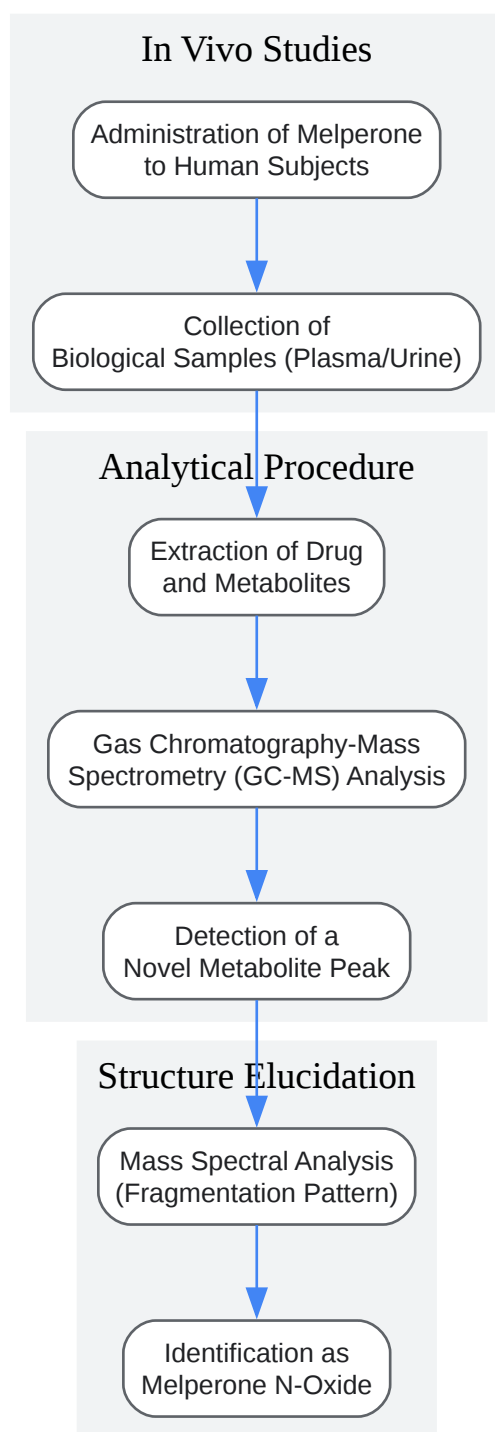 In Vivo Studies
Administration of Melperone
to Human Subjects
Collection of
Biological Samples (Plasma/Urine)
Analytical Procedure
Extraction of Drug
and Metabolites
Gas Chromatography-Mass
Spectrometry (GC-MS) Analysis
Detection of a
Novel Metabolite Peak
Structure Elucidation
Mass Spectral Analysis
(Fragmentation Pattern)
Identification as
Melperone N-Oxide